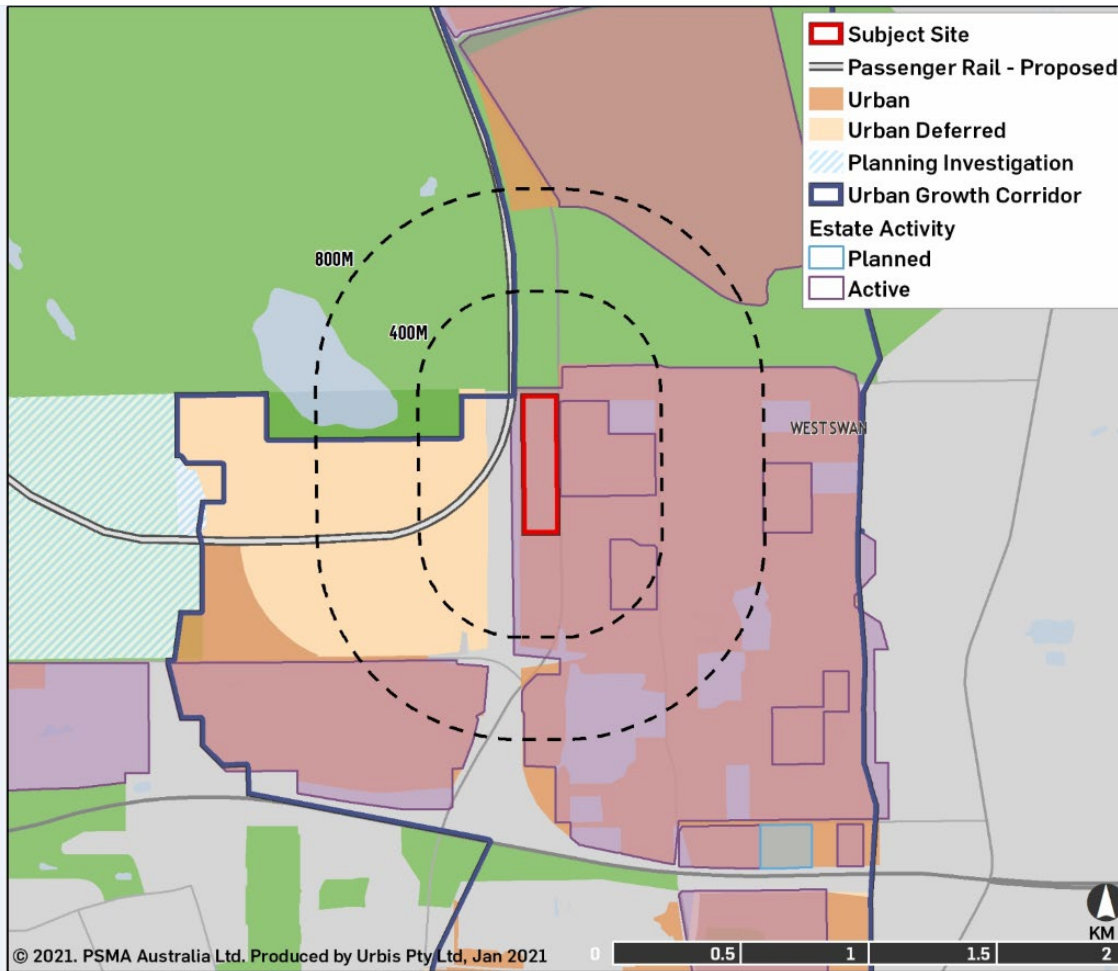 Subject Site
Passenger Rail - Proposed
Urban
Urban Deferred
Planning Investigation
Urban Growth Corridor
Estate Activity
Planned
Active
800M
400M
WEST SWAN
KM
© 2021. PSMA Australia Ltd. Produced by Urbis Pty Ltd, Jan 2021
0 0.5 1 1.5 2